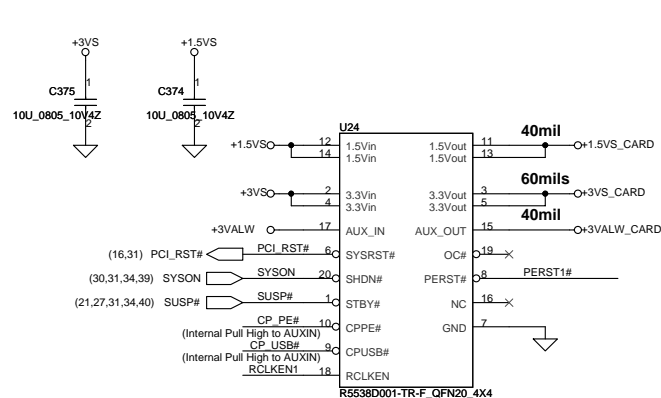 +3VS
+1.5VS
1
1
C375
C374
10U_0805_10V4Z
10U_0805_10V4Z
2
2
U24
40mil
+1.5VS
12
1.5Vin
1.5Vout
11
+1.5VS_CARD
14
1.5Vin
1.5Vout
13
60mils
+3VS
2
3.3Vin
3.3Vout
3
+3VS_CARD
4
3.3Vin
3.3Vout
5
40mil
+3VALW
17
AUX_IN
AUX_OUT
15
+3VALW_CARD
(16,31) PCI_RST#
PCI_RST#
6
SYSRST#
OC#
19
(30,31,34,39) SYSON
SYSON
20
SHDN#
PERST#
8
PERST1#
(21,27,31,34,40) SUSP#
SUSP#
1
STBY#
NC
16
CP_PE#
10
CPPE#
GND
7
(Internal Pull High to AUXIN)
CP_USB#
9
CPUSB#
(Internal Pull High to AUXIN)
RCLKEN1
18
RCLKEN
R5538D001-TR-F_QFN20_4X4